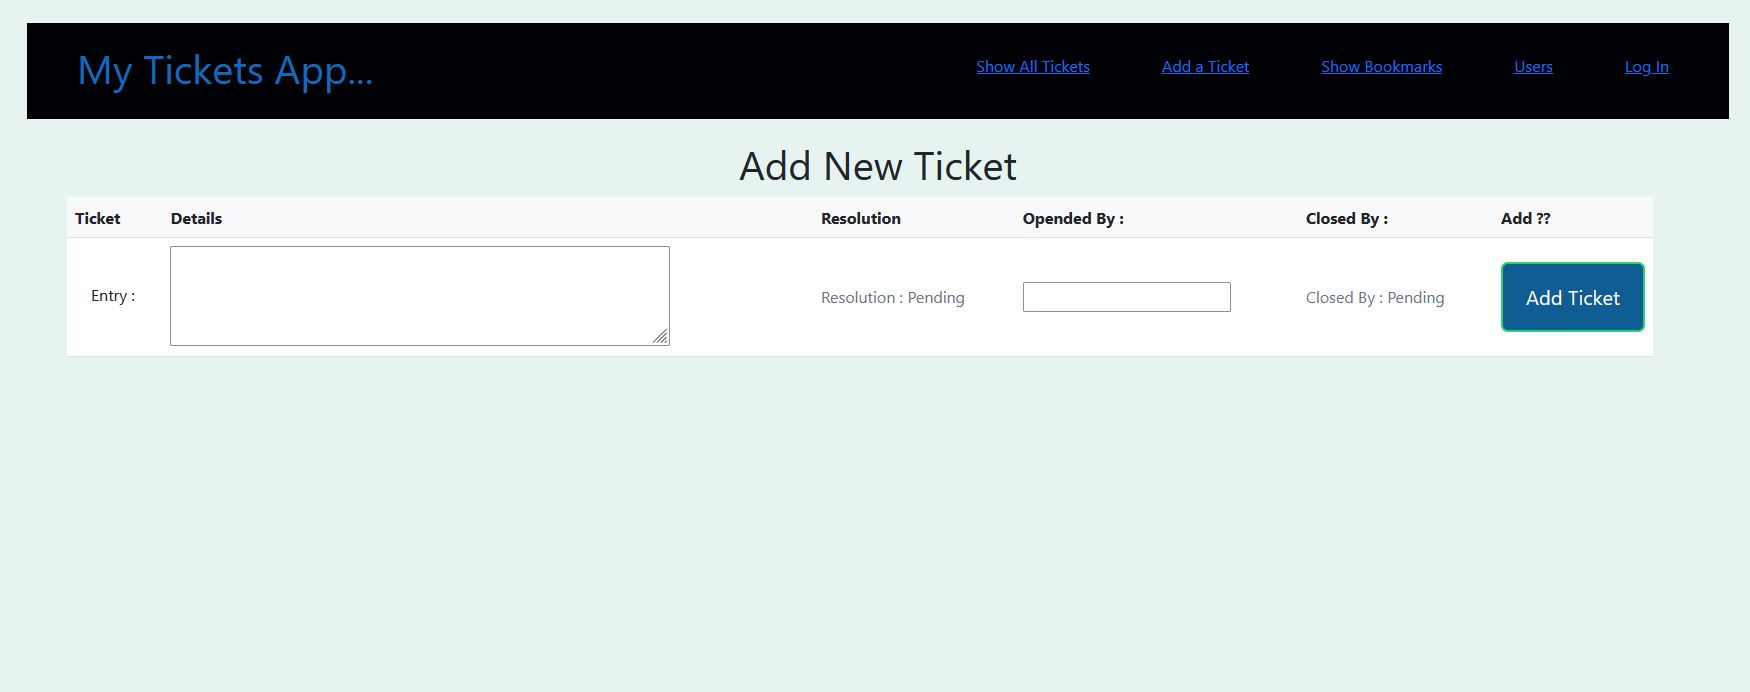 My Tickets App...
Show All Tickets Add a Ticket Show Bookmarks Users Log In
Add New Ticket
Ticket Details Resolution Opended By : Closed By : Add ??
Entry : Resolution : Pending Closed By : Pending Add Ticket